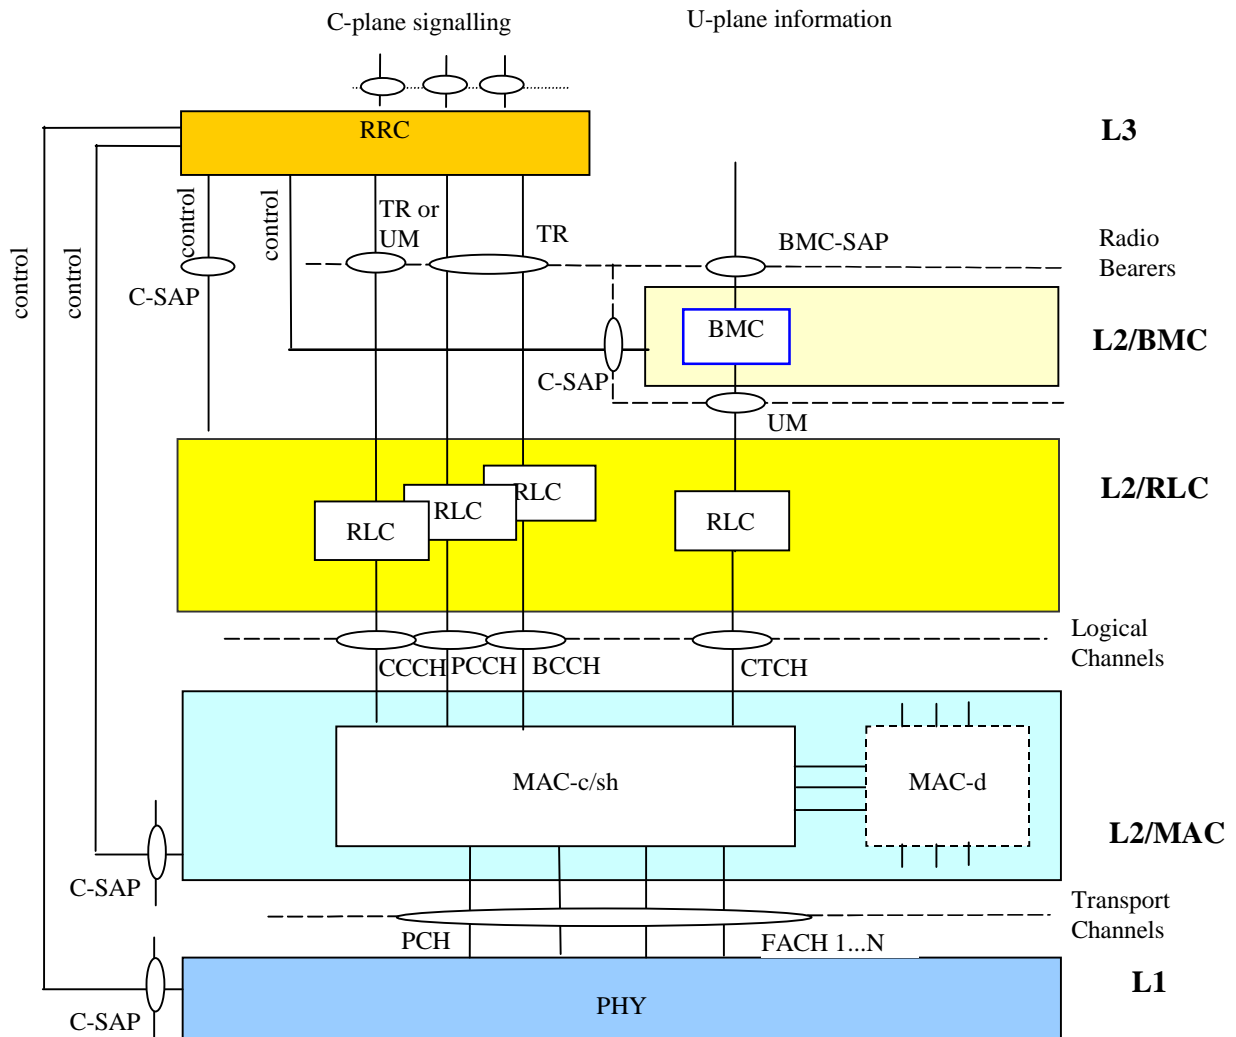 C-plane signalling
U-plane information
RRC
L3
control
control
control
control
TR or
UM
TR
BMC-SAP
Radio
Bearers
C-SAP
BMC
L2/BMC
C-SAP
UM
RLC
RLC
RLC
RLC
L2/RLC
CCCH
PCCH
BCCH
CTCH
Logical
Channels
MAC-c/sh
MAC-d
L2/MAC
C-SAP
PCH
FACH 1...N
Transport
Channels
L1
PHY
C-SAP